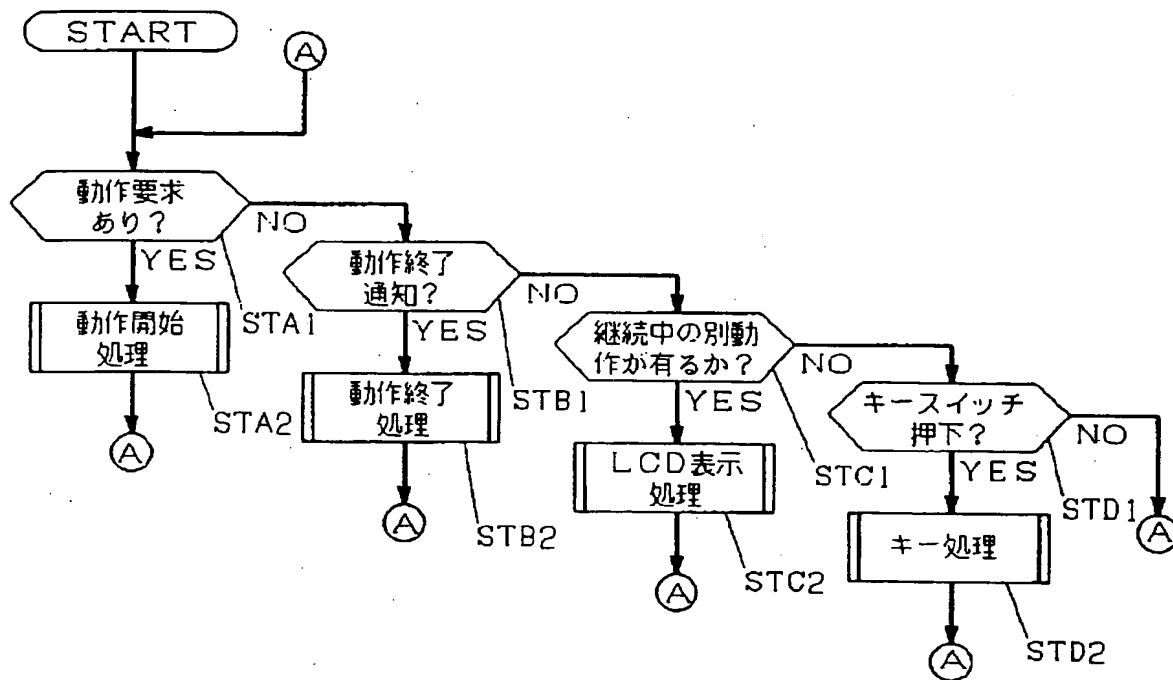 START
A
動作要求
あり?
NO
YES
STA1
動作開始
処理
STA2
A
動作終了
通知?
NO
YES
STB1
動作終了
処理
STB2
A
継続中の別動
作が有るか?
NO
YES
STC1
LCD表示
処理
STC2
A
キースイッチ
押下?
NO
YES
STD1
A
キー処理
STD2
A